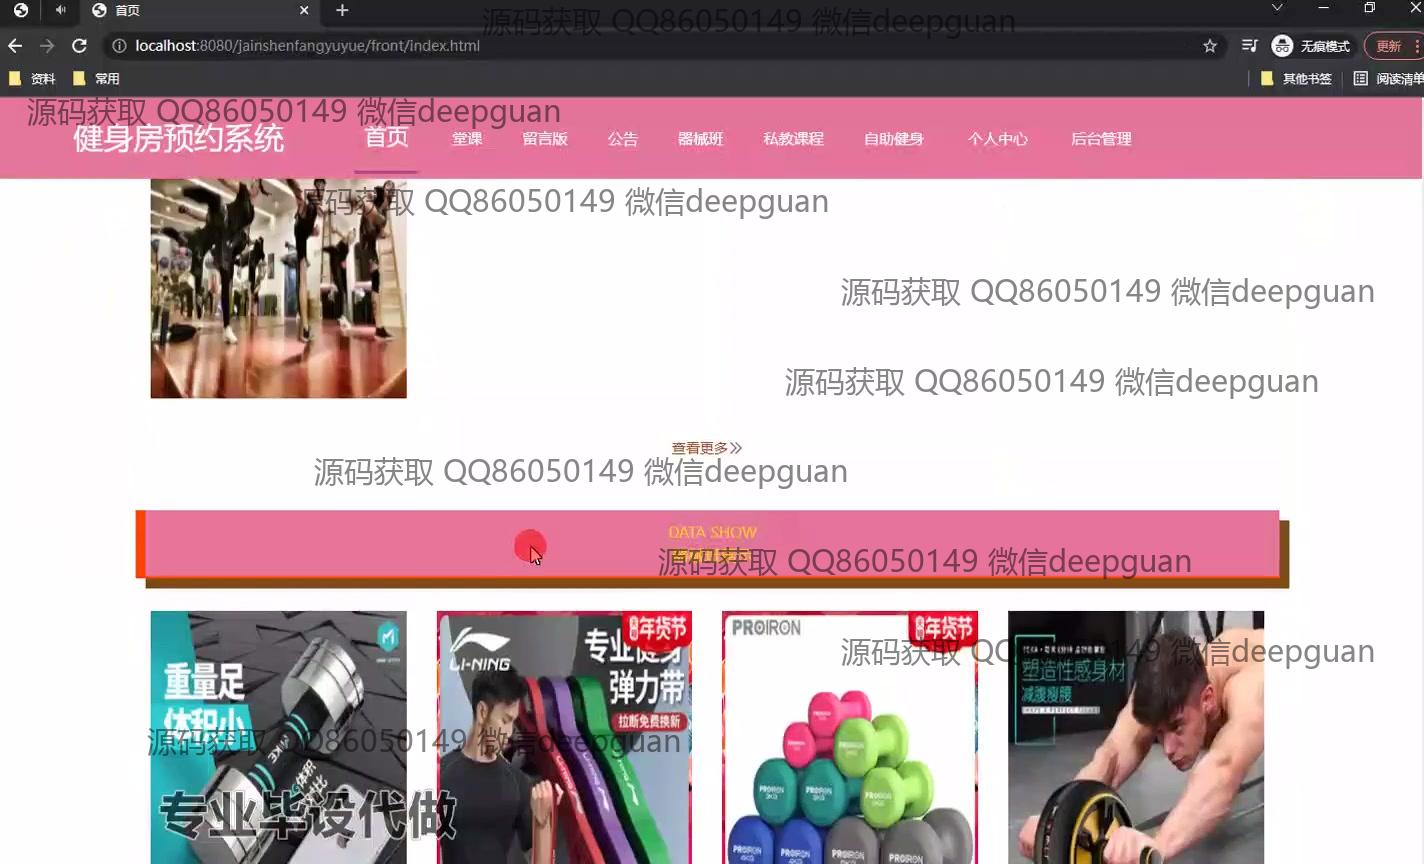 首页
localhost:8080/jainshenfangyuyue/front/index.html
无痕模式
更新
资料
常用
其他书签
阅读清单
源码获取 QQ86050149 微信deepguan
源码获取 QQ86050149 微信deepguan
健身房预约系统
首页
堂课
留言版
公告
器械班
私教课程
自助健身
个人中心
后台管理
源码获取 QQ86050149 微信deepguan
源码获取 QQ86050149 微信deepguan
源码获取 QQ86050149 微信deepguan
查看更多
源码获取 QQ86050149 微信deepguan
DATA SHOW
源码获取 QQ86050149 微信deepguan
重量足
体积小
LI-NING
年货节
专业健身
弹力带
拉断免费换新
PROIRON
年货节
源码获取 QQ86050149 微信deepguan
塑造性感身材
减腹瘦腰
源码获取 QQ86050149 微信deepguan
PROIRON
PROIRON
专业毕设代做